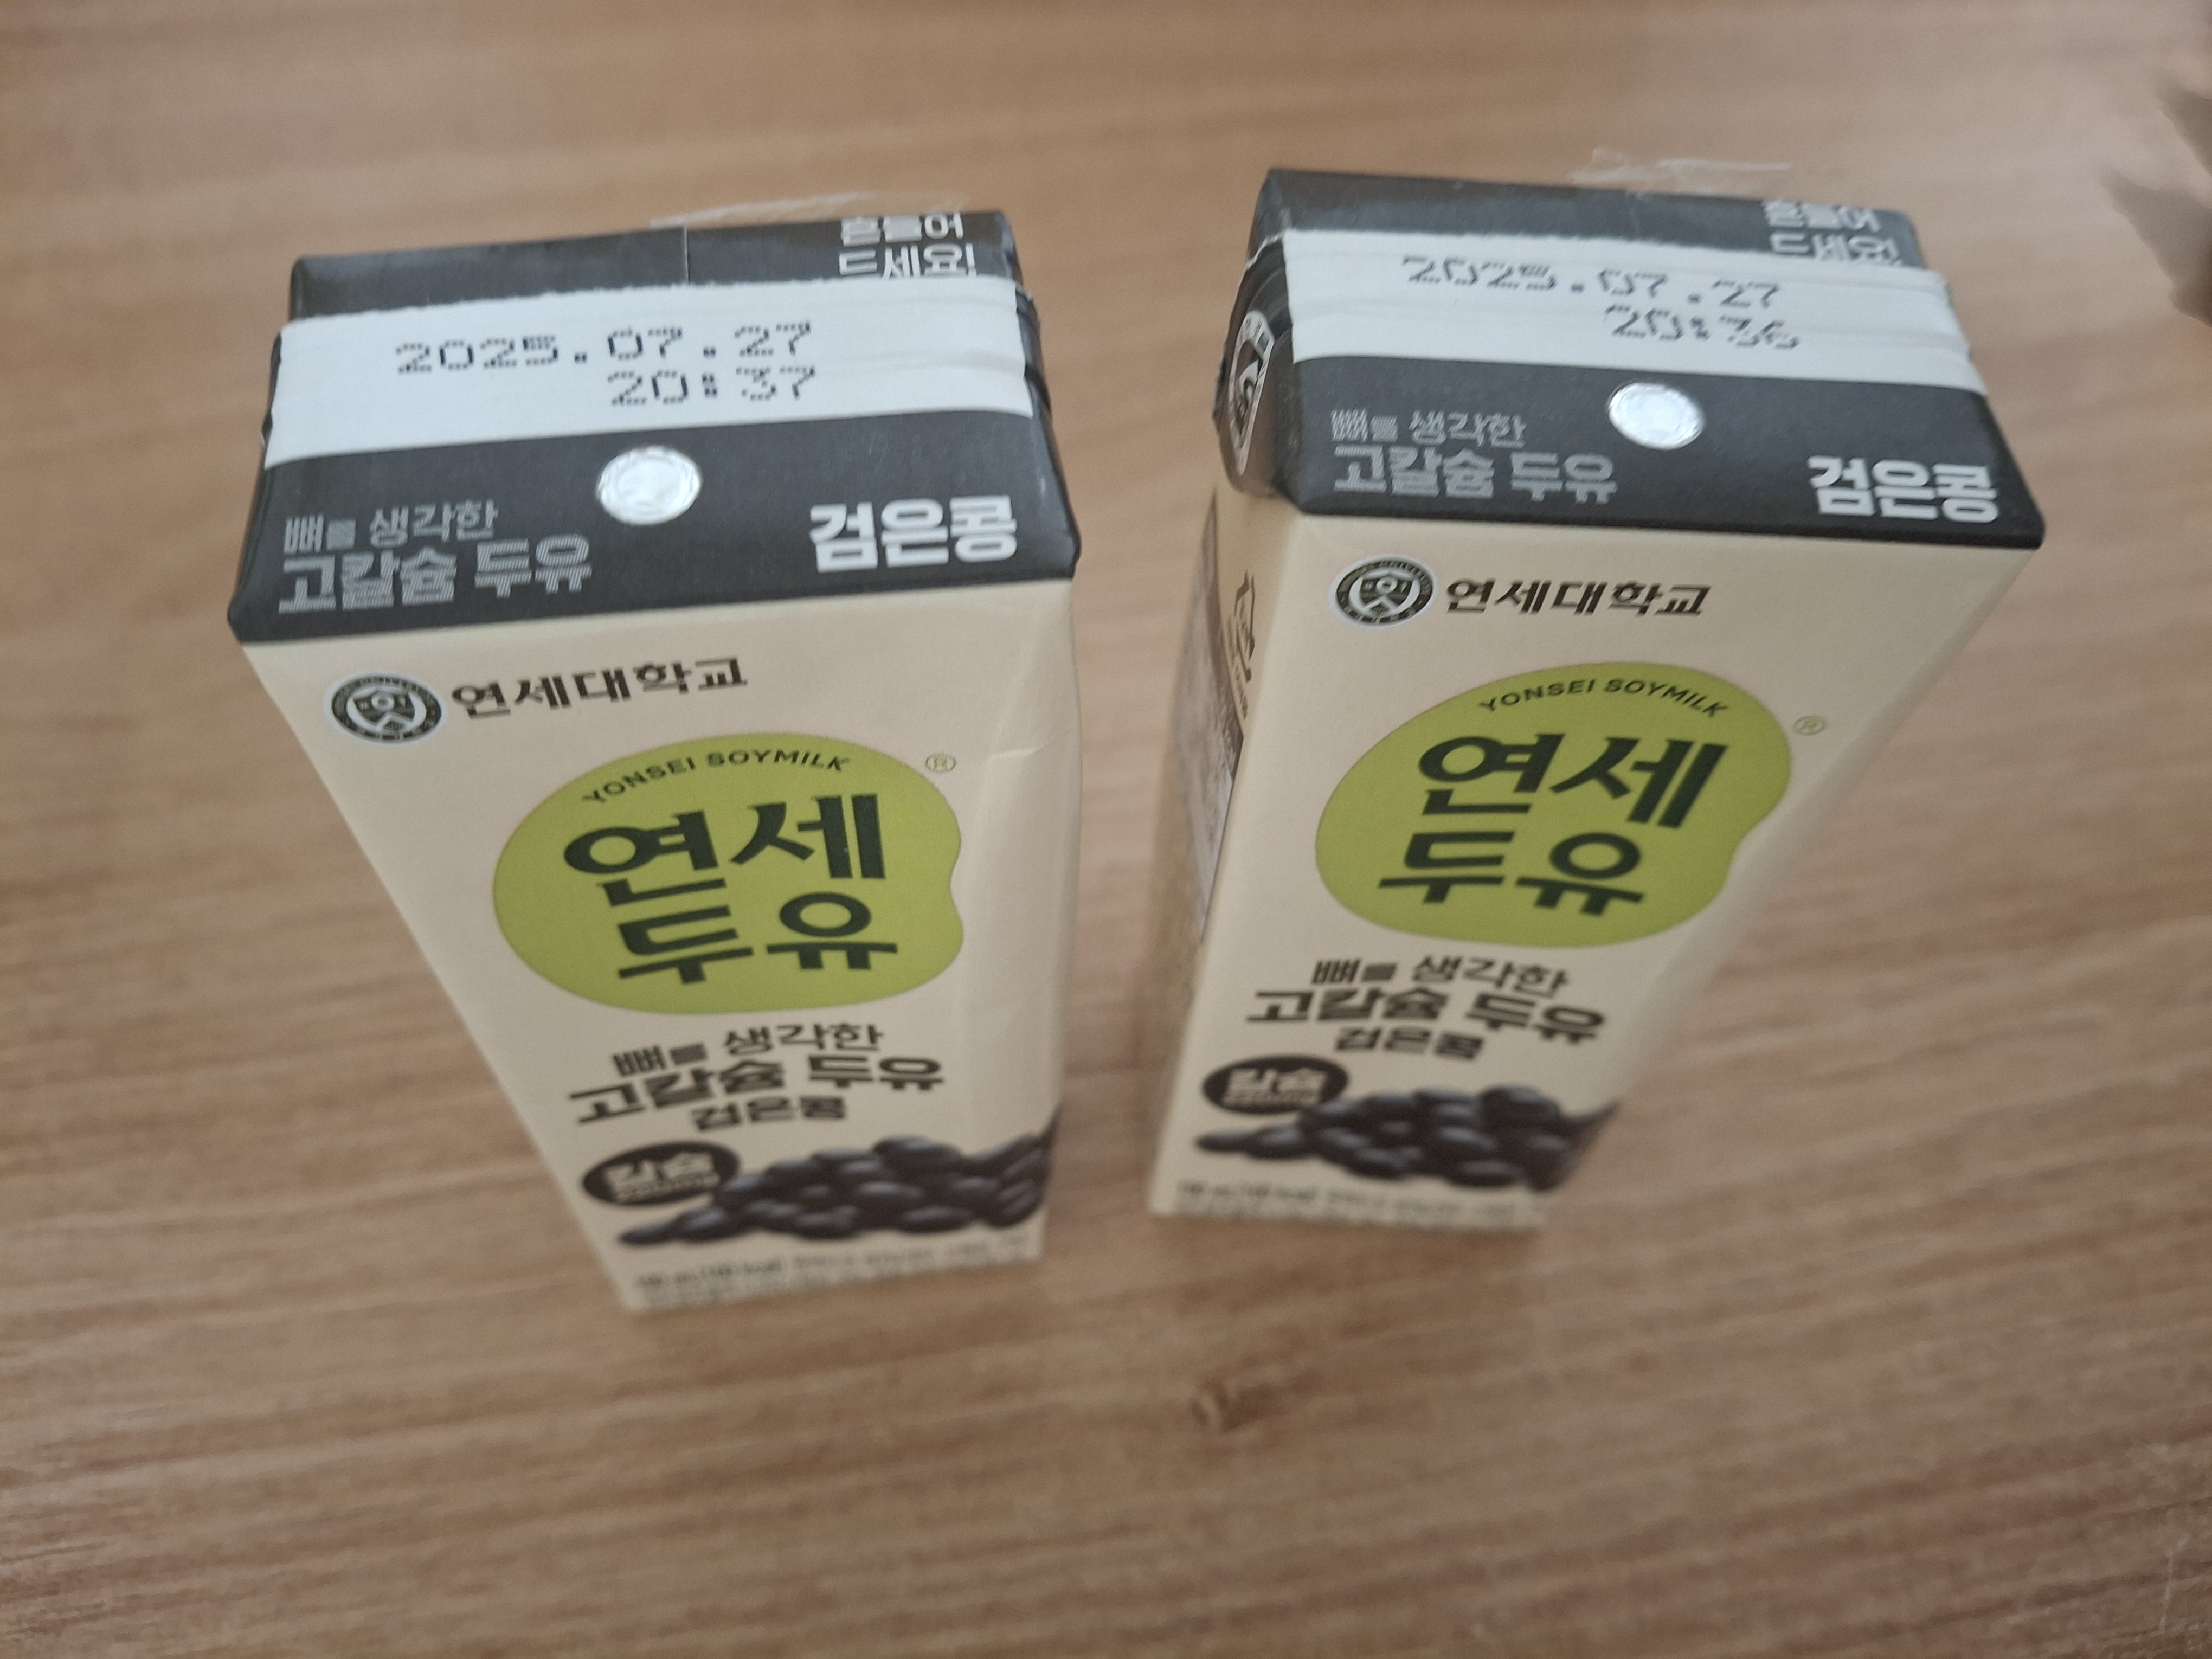 흔들어
드세요!
2025.07.27
20:37
뼈를 생각한
고칼슘 두유
검은콩
연세대학교
YONSEI SOYMILK
연세
두유
®
뼈를 생각한
고칼슘 두유
검은콩
칼슘
흔들어
드세요!
2025.07.27
20:36
뼈를 생각한
고칼슘 두유
검은콩
연세대학교
YONSEI SOYMILK
연세
두유
®
뼈를 생각한
고칼슘 두유
검은콩
칼슘